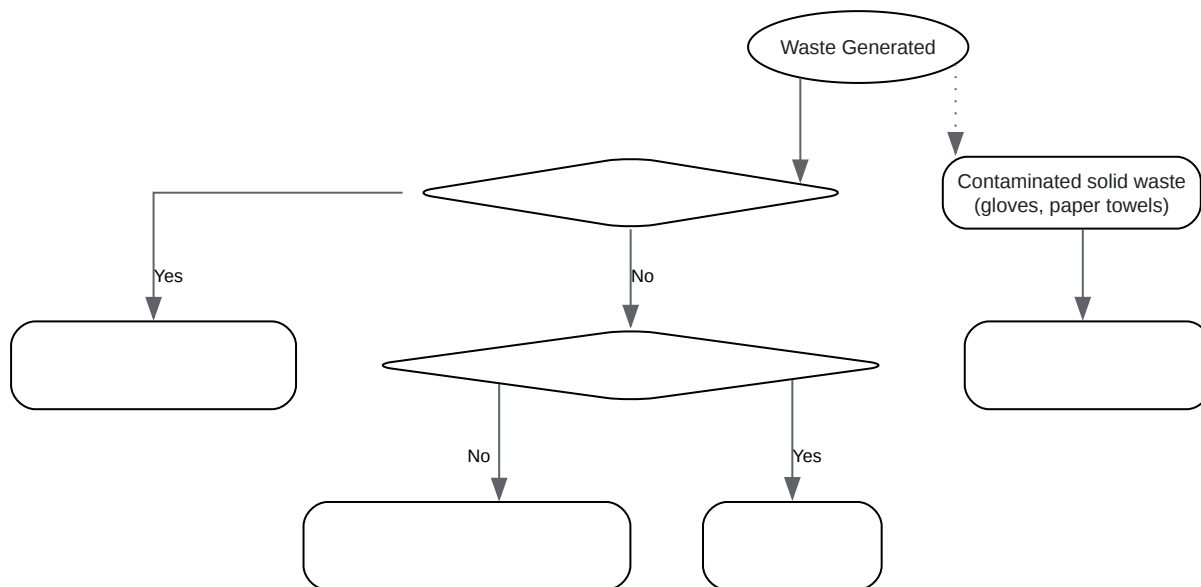 Waste Generated
Contaminated solid waste
(gloves, paper towels)
Yes
No
No
Yes